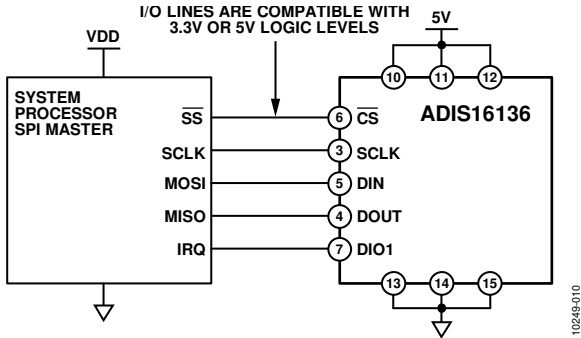 I/O LINES ARE COMPATIBLE WITH
3.3V OR 5V LOGIC LEVELS
VDD
5V
10
11
12
SYSTEM
PROCESSOR
SPI MASTER
ADIS16136
SS
6
CS
SCLK
3
SCLK
MOSI
5
DIN
MISO
4
DOUT
IRQ
7
DIO1
13
14
15
10249-010